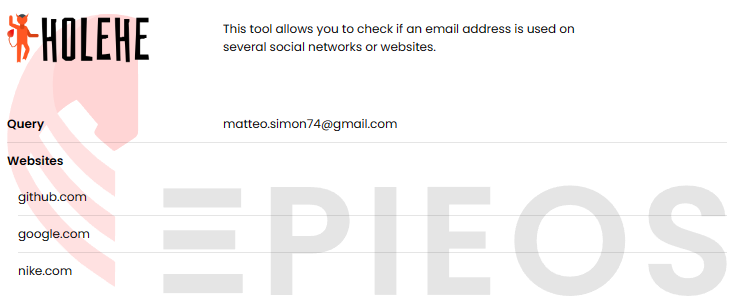 HOLEHE
This tool allows you to check if an email address is used on
several social networks or websites.
Query
matteo.simon74@gmail.com
Websites
github.com
google.com
nike.com
EPIEOS